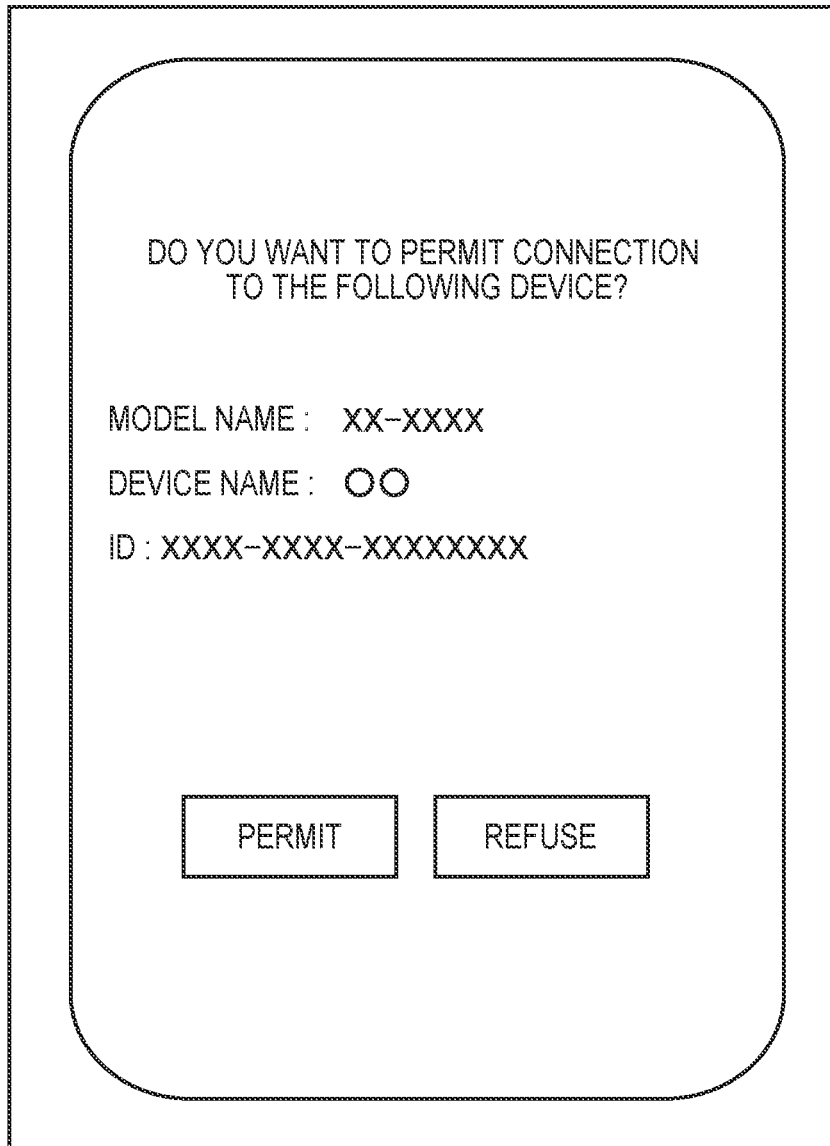 DO YOU WANT TO PERMIT CONNECTION
TO THE FOLLOWING DEVICE?
MODEL NAME : XX-XXXX
DEVICE NAME : ○○
ID : XXXX-XXXX-XXXXXXXX
PERMIT REFUSE